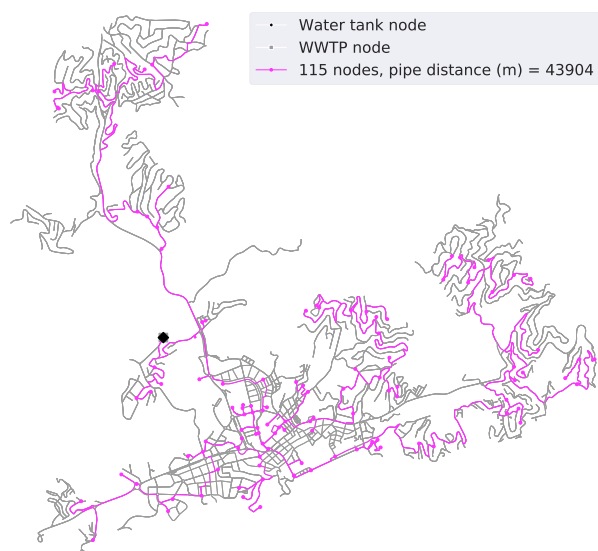 Water tank node
WWTP node
115 nodes, pipe distance (m) = 43904